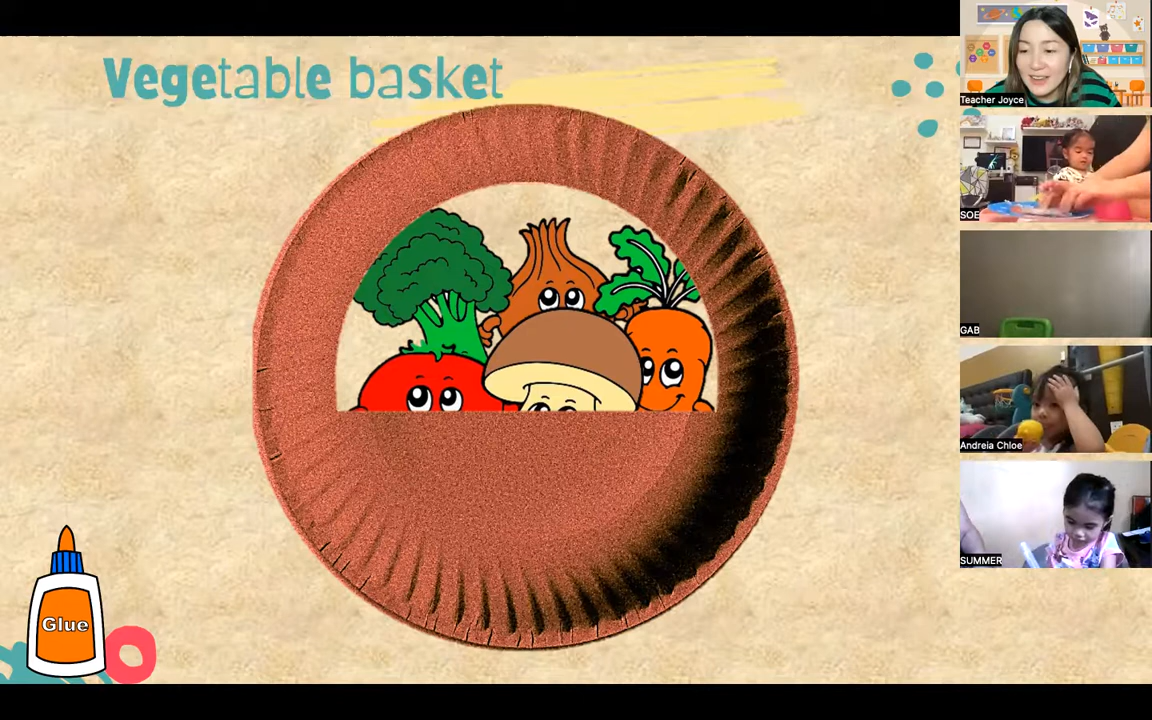 Vegetable basket
Teacher Joyce
SOE
GAB
Andreia Chloe
SUMMER
Glue